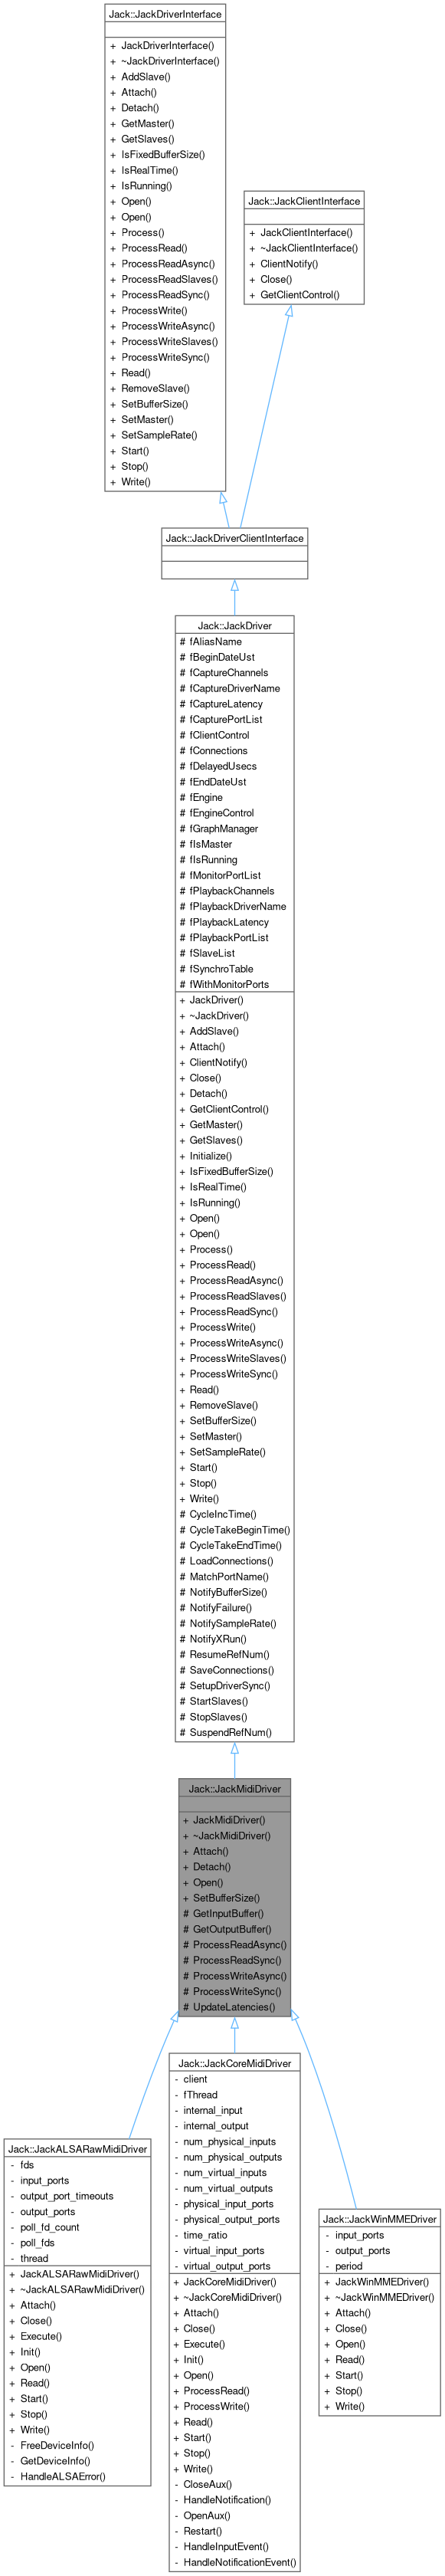 Jack::JackDriverInterface
+ JackDriverInterface()
+ ~JackDriverInterface()
+ AddSlave()
+ Attach()
+ Detach()
+ GetMaster()
+ GetSlaves()
+ IsFixedBufferSize()
+ IsRealTime()
+ IsRunning()
+ Open()
+ Open()
+ Process()
+ ProcessRead()
+ ProcessReadAsync()
+ ProcessReadSlaves()
+ ProcessReadSync()
+ ProcessWrite()
+ ProcessWriteAsync()
+ ProcessWriteSlaves()
+ ProcessWriteSync()
+ Read()
+ RemoveSlave()
+ SetBufferSize()
+ SetMaster()
+ SetSampleRate()
+ Start()
+ Stop()
+ Write()
Jack::JackClientInterface
+ JackClientInterface()
+ ~JackClientInterface()
+ ClientNotify()
+ Close()
+ GetClientControl()
Jack::JackDriverClientInterface
Jack::JackDriver
# fAliasName
# fBeginDateUst
# fCaptureChannels
# fCaptureDriverName
# fCaptureLatency
# fCapturePortList
# fClientControl
# fConnections
# fDelayedUsecs
# fEndDateUst
# fEngine
# fEngineControl
# fGraphManager
# fIsMaster
# fIsRunning
# fMonitorPortList
# fPlaybackChannels
# fPlaybackDriverName
# fPlaybackLatency
# fPlaybackPortList
# fSlaveList
# fSynchroTable
# fWithMonitorPorts
+ JackDriver()
+ ~JackDriver()
+ AddSlave()
+ Attach()
+ ClientNotify()
+ Close()
+ Detach()
+ GetClientControl()
+ GetMaster()
+ GetSlaves()
+ Initialize()
+ IsFixedBufferSize()
+ IsRealTime()
+ IsRunning()
+ Open()
+ Open()
+ Process()
+ ProcessRead()
+ ProcessReadAsync()
+ ProcessReadSlaves()
+ ProcessReadSync()
+ ProcessWrite()
+ ProcessWriteAsync()
+ ProcessWriteSlaves()
+ ProcessWriteSync()
+ Read()
+ RemoveSlave()
+ SetBufferSize()
+ SetMaster()
+ SetSampleRate()
+ Start()
+ Stop()
+ Write()
# CycleIncTime()
# CycleTakeBeginTime()
# CycleTakeEndTime()
# LoadConnections()
# MatchPortName()
# NotifyBufferSize()
# NotifyFailure()
# NotifySampleRate()
# NotifyXRun()
# ResumeRefNum()
# SaveConnections()
# SetupDriverSync()
# StartSlaves()
# StopSlaves()
# SuspendRefNum()
Jack::JackMidiDriver
+ JackMidiDriver()
+ ~JackMidiDriver()
+ Attach()
+ Detach()
+ Open()
+ SetBufferSize()
# GetInputBuffer()
# GetOutputBuffer()
# ProcessReadAsync()
# ProcessReadSync()
# ProcessWriteAsync()
# ProcessWriteSync()
# UpdateLatencies()
Jack::JackALSARawMidiDriver
- fds
- input_ports
- output_port_timeouts
- output_ports
- poll_fd_count
- poll_fds
- thread
+ JackALSARawMidiDriver()
+ ~JackALSARawMidiDriver()
+ Attach()
+ Close()
+ Execute()
+ Init()
+ Open()
+ Read()
+ Start()
+ Stop()
+ Write()
- FreeDeviceInfo()
- GetDeviceInfo()
- HandleALSAError()
Jack::JackCoreMidiDriver
- client
- fThread
- internal_input
- internal_output
- num_physical_inputs
- num_physical_outputs
- num_virtual_inputs
- num_virtual_outputs
- physical_input_ports
- physical_output_ports
- time_ratio
- virtual_input_ports
- virtual_output_ports
+ JackCoreMidiDriver()
+ ~JackCoreMidiDriver()
+ Attach()
+ Close()
+ Execute()
+ Init()
+ Open()
+ ProcessRead()
+ ProcessWrite()
+ Read()
+ Start()
+ Stop()
+ Write()
- CloseAux()
- HandleNotification()
- OpenAux()
- Restart()
- HandleInputEvent()
- HandleNotificationEvent()
Jack::JackWinMMEDriver
- input_ports
- output_ports
- period
+ JackWinMMEDriver()
+ ~JackWinMMEDriver()
+ Attach()
+ Close()
+ Open()
+ Read()
+ Start()
+ Stop()
+ Write()